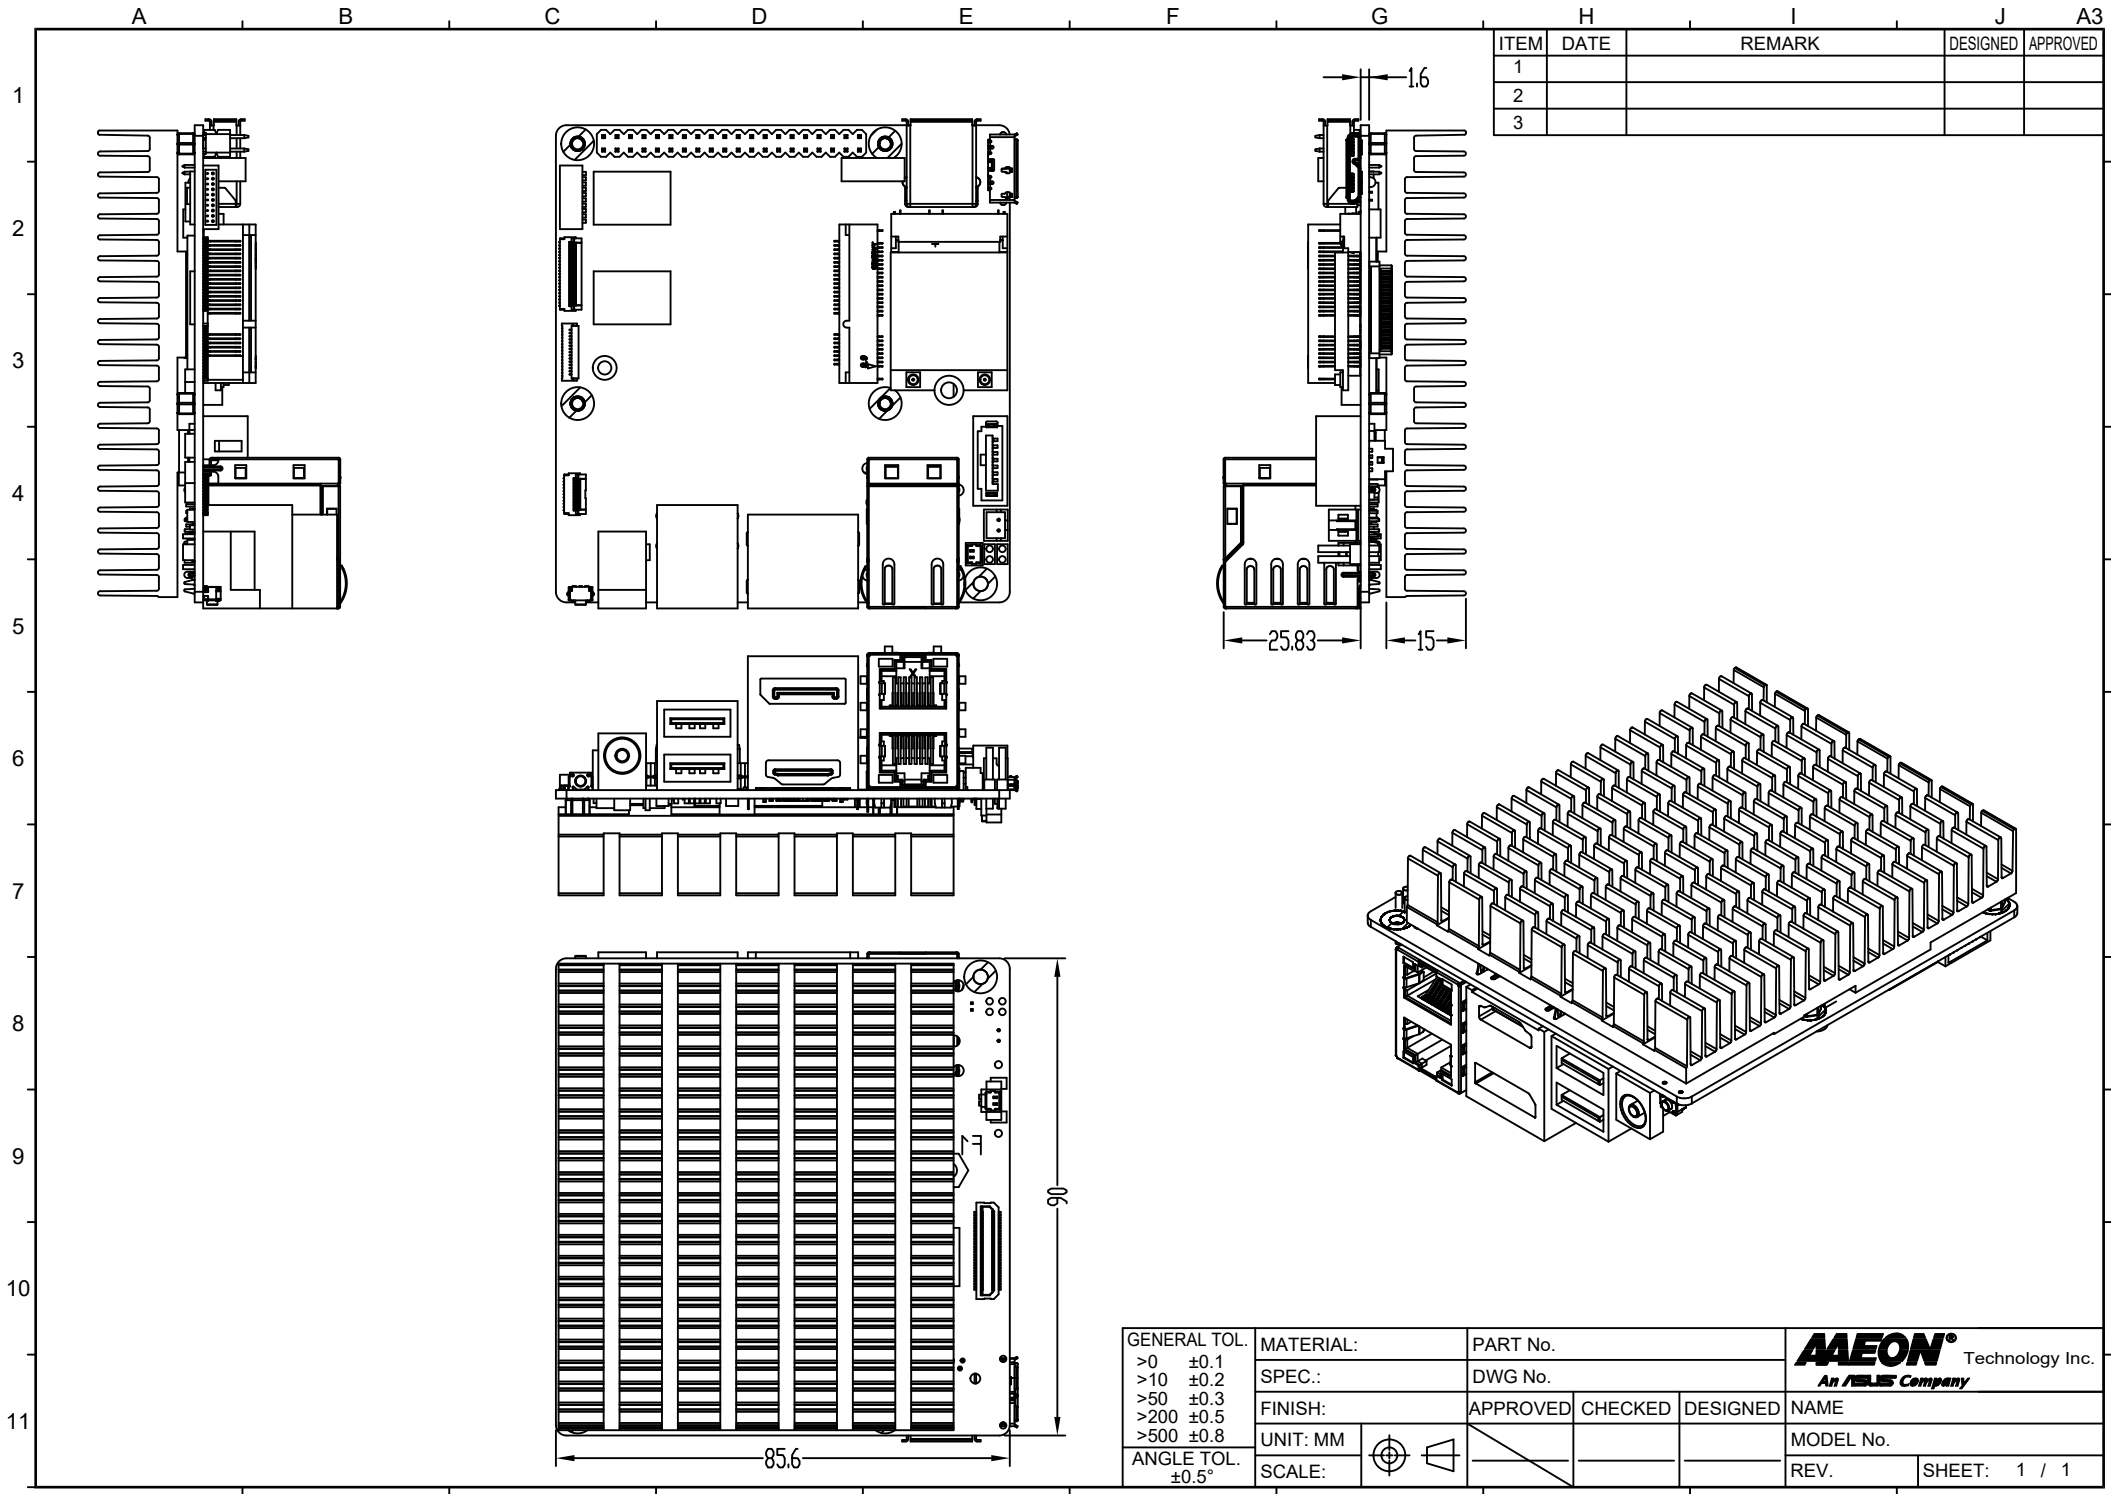 A B C D E F G H I J A3
ITEM DATE REMARK DESIGNED APPROVED
1
2
3
1
2
3
4
5
6
7
8
9
10
11
1.6
25.83
15
90
85.6
GENERAL TOL.
>0 ±0.1
>10 ±0.2
>50 ±0.3
>200 ±0.5
>500 ±0.8
ANGLE TOL.
±0.5°
MATERIAL:
SPEC.:
FINISH:
UNIT: MM
SCALE:
PART No.
DWG No.
APPROVED CHECKED DESIGNED
AAEON® Technology Inc.
An ASUS Company
NAME
MODEL No.
REV.
SHEET: 1 / 1